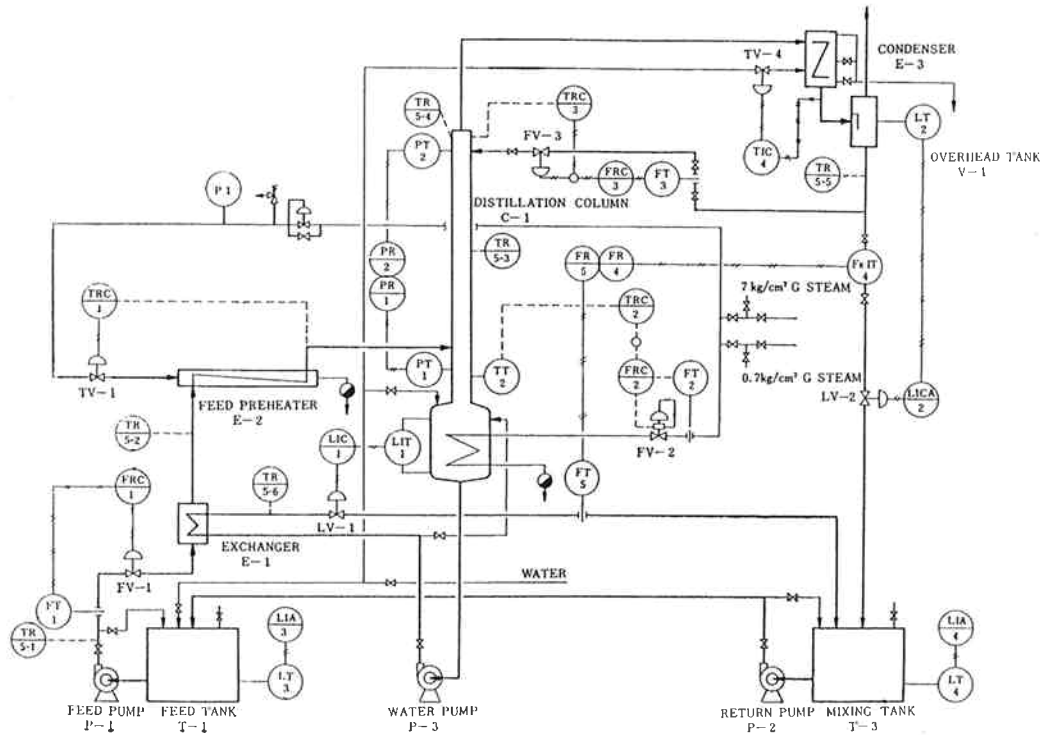 TV-4
CONDENSER
E-3
TR
5-4
TRC
3
FV-3
PT
2
TIC
4
LT
2
OVERHEAD TANK
V-1
TR
5-5
FRC
3
FT
3
P I
DISTILLATION COLUMN
C-1
PR
2
PR
1
TR
5-3
FR
5
FR
4
Fx IT
4
7 kg/cm² G STEAM
TRC
1
TRC
2
0.7kg/cm² G STEAM
TV-1
FEED PREHEATER
E-2
PT
1
TT
2
FRC
2
FT
2
LV-2
LICA
2
TR
5-2
LIC
1
LIT
1
FV-2
FRC
1
TR
5-6
FT
5
LV-1
EXCHANGER
E-1
FV-1
WATER
FT
1
TR
5-1
LIA
3
LT
3
LIA
4
LT
4
FEED PUMP
P-1
FEED TANK
T-1
WATER PUMP
P-3
RETURN PUMP
P-2
MIXING TANK
T-3